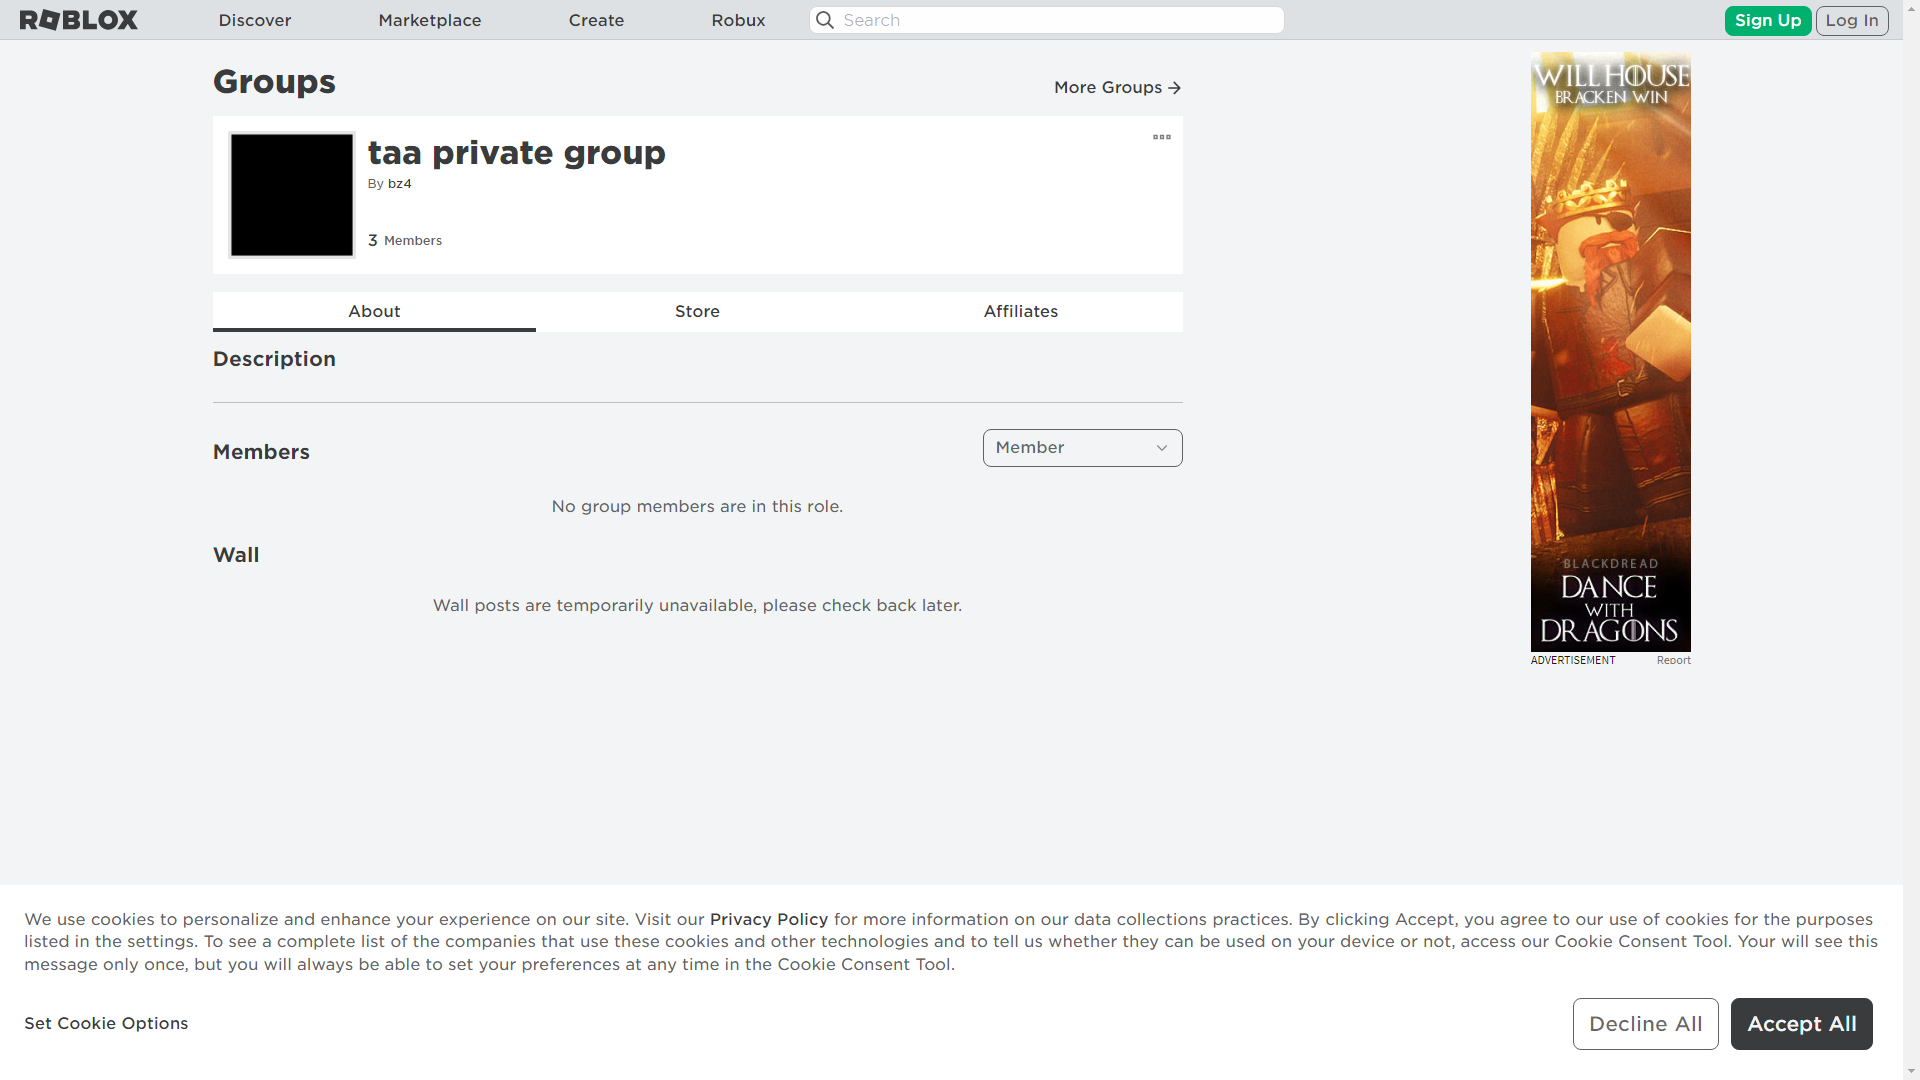 ROBLOX
Discover
Marketplace
Create
Robux
Search
Sign Up
Log In
Groups
More Groups
taa private group
By bz4
3 Members
About
Store
Affiliates
Description
Members
Member
No group members are in this role.
Wall
Wall posts are temporarily unavailable, please check back later.
WILL HOUSE
BRACKEN WIN
BLACKDREAD
DANCE
WITH
DRAGONS
ADVERTISEMENT
Report
We use cookies to personalize and enhance your experience on our site. Visit our Privacy Policy for more information on our data collections practices. By clicking Accept, you agree to our use of cookies for the purposes
listed in the settings. To see a complete list of the companies that use these cookies and other technologies and to tell us whether they can be used on your device or not, access our Cookie Consent Tool. Your will see this
message only once, but you will always be able to set your preferences at any time in the Cookie Consent Tool.
Set Cookie Options
Decline All
Accept All